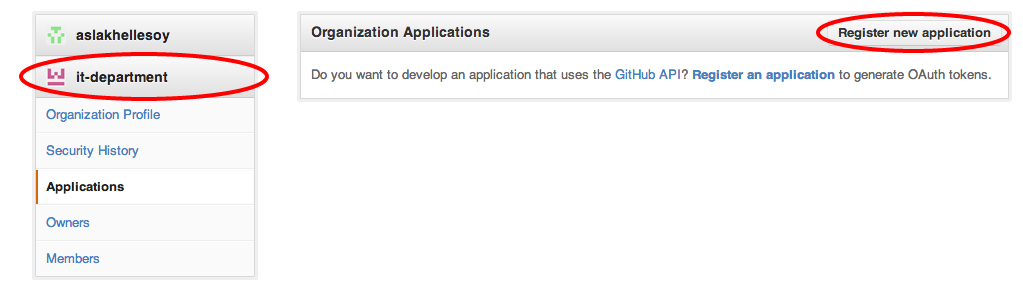 aslakhellesoy
it-department
Organization Profile
Security History
Applications
Owners
Members
Organization Applications
Register new application
Do you want to develop an application that uses the GitHub API? Register an application to generate OAuth tokens.